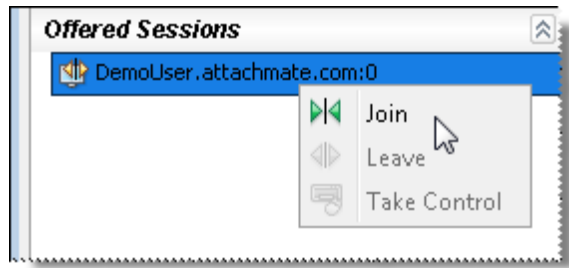 Offered Sessions
DemoUser.attachmate.com:0
Join
Leave
Take Control